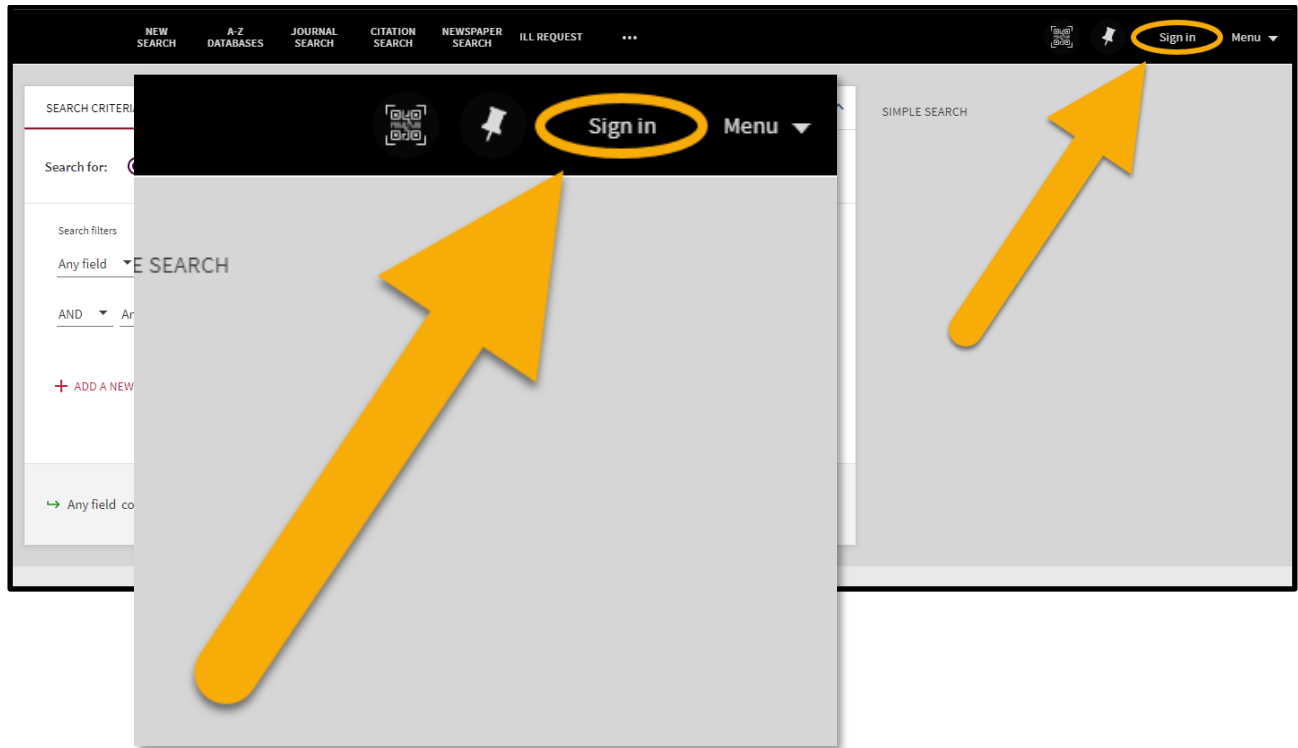 NEW SEARCH
A-Z DATABASES
JOURNAL SEARCH
CITATION SEARCH
NEWSPAPER SEARCH
ILL REQUEST
...
Sign in
Menu
SEARCH CRITERIA
SIMPLE SEARCH
Search for:
Search filters
Any field
AND
An
ADD A NEW
Any field co
Sign in
Menu
E SEARCH